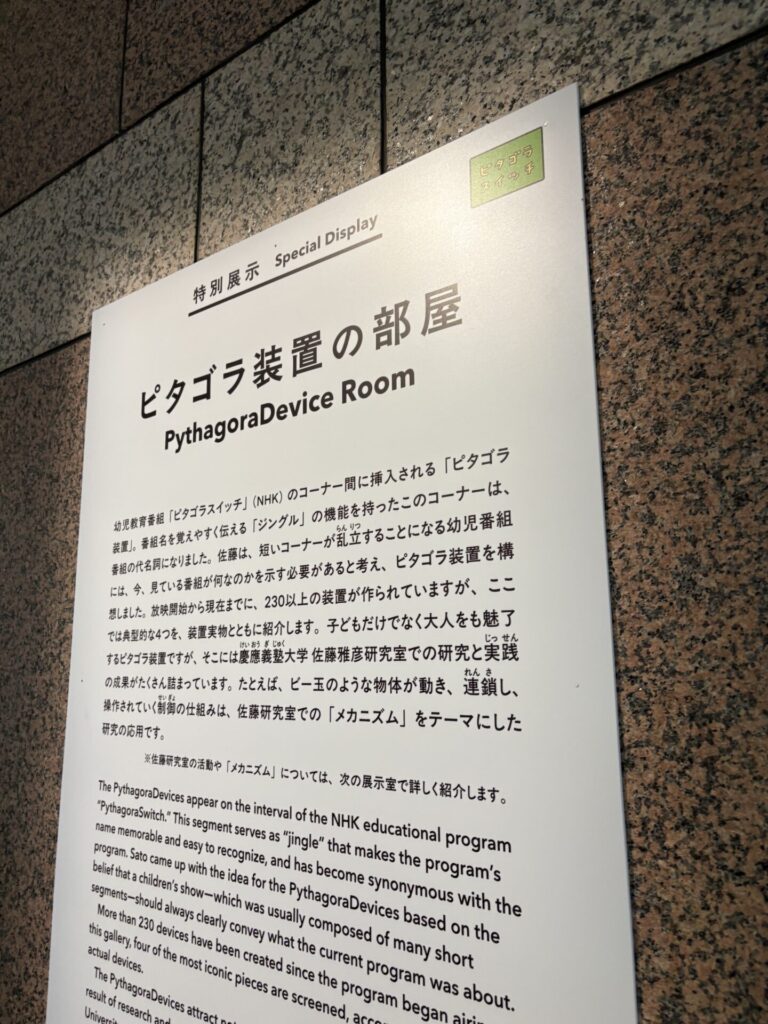 ピタゴラ
スイッチ
特別展示 Special Display
ピタゴラ装置の部屋
PythagoraDevice Room
幼児教育番組「ピタゴラスイッチ」(NHK)のコーナー間に挿入される「ピタゴラ
装置」。番組名を覚えやすく伝える「ジングル」の機能を持ったこのコーナーは、
番組の代名詞になりました。佐藤は、短いコーナーが乱立することになる幼児番組
には、今、見ている番組が何なのかを示す必要があると考え、ピタゴラ装置を構
想しました。放映開始から現在までに、230以上の装置が作られていますが、ここ
では典型的な4つを、装置実物とともに紹介します。子どもだけでなく大人をも魅了
するピタゴラ装置ですが、そこには慶應義塾大学 佐藤雅彦研究室での研究と実践
の成果がたくさん詰まっています。たとえば、ビー玉のような物体が動き、連鎖し、
操作されていく制御の仕組みは、佐藤研究室での「メカニズム」をテーマにした
研究の応用です。
※佐藤研究室の活動や「メカニズム」については、次の展示室で詳しく紹介します。
The PythagoraDevices appear on the interval of the NHK educational program
"PythagoraSwitch." This segment serves as "jingle" that makes the program's
name memorable and easy to recognize, and has become synonymous with the
program. Sato came up with the idea for the PythagoraDevices based on the
belief that a children's show—which was usually composed of many short
segments—should always clearly convey what the current program was about.
More than 230 devices have been created since the program began
this gallery, four of the most iconic pieces are screened,
actual devices.
The PythagoraDevices attract
result of research and